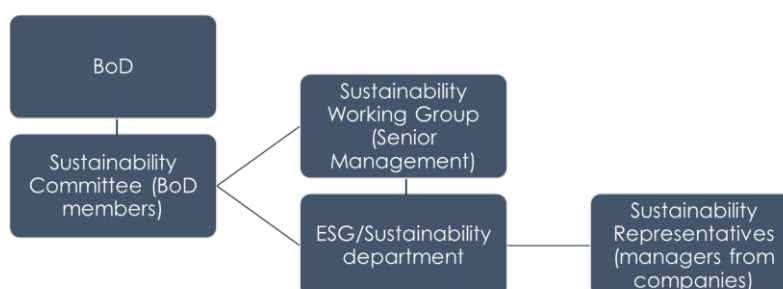 BoD
Sustainability
Committee (BoD
members)
Sustainability
Working Group
(Senior
Management)
ESG/Sustainability
department
Sustainability
Representatives
(managers from
companies)